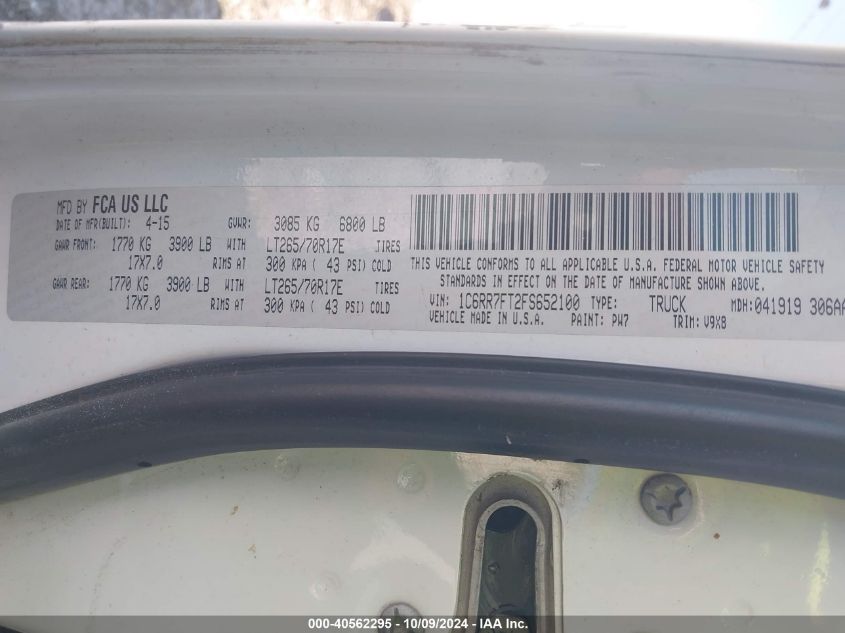 MFD BY FCA US LLC
DATE OF MFR(BUILT): 4-15 GVWR: 3085 KG 6800 LB
GAWR FRONT: 1770 KG 3900 LB WITH LT265/70R17E TIRES
17X7.0 RIMS AT 300 KPA ( 43 PSI) COLD
GAWR REAR: 1770 KG 3900 LB WITH LT265/70R17E TIRES
17X7.0 RIMS AT 300 KPA ( 43 PSI) COLD
THIS VEHICLE CONFORMS TO ALL APPLICABLE U.S.A. FEDERAL MOTOR VEHICLE SAFETY
STANDARDS IN EFFECT ON THE DATE OF MANUFACTURE SHOWN ABOVE.
VIN: 1C6RR7FT2FS652100 TYPE: TRUCK MDH:041919 306AA
VEHICLE MADE IN U.S.A. PAINT: PW7 TRIM: V9X8
000-40562295 - 10/09/2024 - IAA Inc.